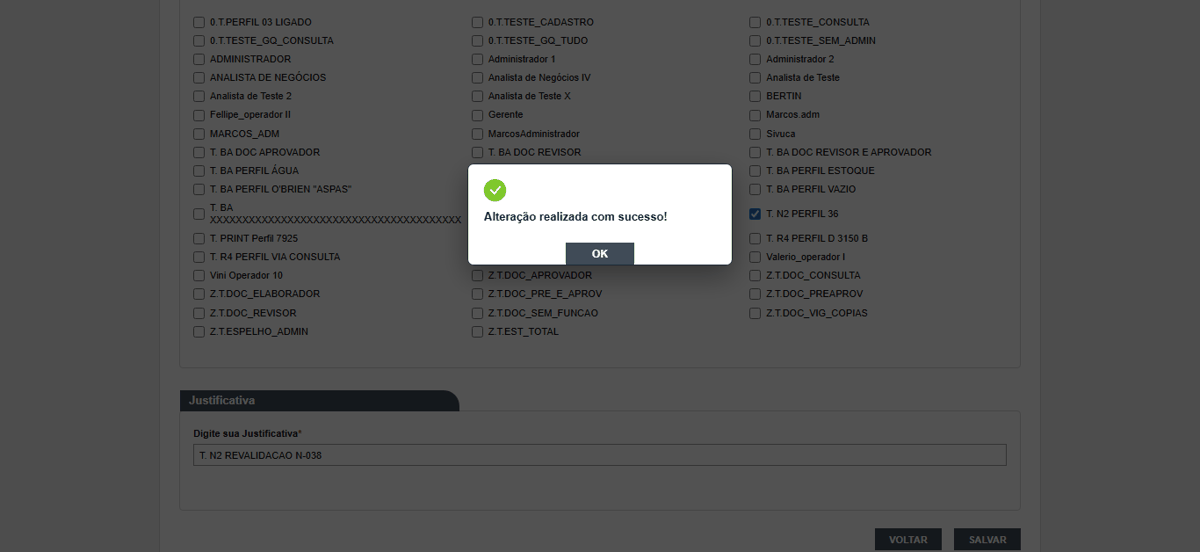 0.T.PERFIL 03 LIGADO
0.T.TESTE_CADASTRO
0.T.TESTE_CONSULTA
0.T.TESTE_GQ_CONSULTA
0.T.TESTE_GQ_TUDO
0.T.TESTE_SEM_ADMIN
ADMINISTRADOR
Administrador 1
Administrador 2
ANALISTA DE NEGÓCIOS
Analista de Negócios IV
Analista de Teste
Analista de Teste 2
Analista de Teste X
BERTIN
Fellipe_operador II
Gerente
Marcos.adm
MARCOS_ADM
MarcosAdministrador
Sivuca
T. BA DOC APROVADOR
T. BA DOC REVISOR
T. BA DOC REVISOR E APROVADOR
T. BA PERFIL ÁGUA
T. BA PERFIL ESTOQUE
T. BA PERFIL O'BRIEN "ASPAS"
T. BA PERFIL VAZIO
Alteração realizada com sucesso!
OK
T. BA
XXXXXXXXXXXXXXXXXXXXXXXXXXXXXXXXXXXXXXXX
T. N2 PERFIL 36
T. PRINT Perfil 7925
T. R4 PERFIL D 3150 B
T. R4 PERFIL VIA CONSULTA
Valerio_operador I
Vini Operador 10
Z.T.DOC_APROVADOR
Z.T.DOC_CONSULTA
Z.T.DOC_ELABORADOR
Z.T.DOC_PRE_E_APROV
Z.T.DOC_PREAPROV
Z.T.DOC_REVISOR
Z.T.DOC_SEM_FUNCAO
Z.T.DOC_VIG_COPIAS
Z.T.ESPELHO_ADMIN
Z.T.EST_TOTAL
Justificativa
Digite sua Justificativa*
T. N2 REVALIDACAO N-038
VOLTAR
SALVAR